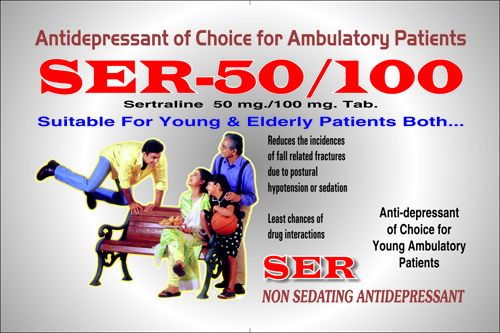 Antidepressant of Choice for Ambulatory Patients
SER-50/100
Sertraline 50 mg./100 mg. Tab.
Suitable For Young & Elderly Patients Both...
Reduces the incidences
of fall related fractures
due to postural
hypotension or sedation
Least chances of
drug interactions
Anti-depressant
of Choice for
Young Ambulatory
Patients
SER
NON SEDATING ANTIDEPRESSANT